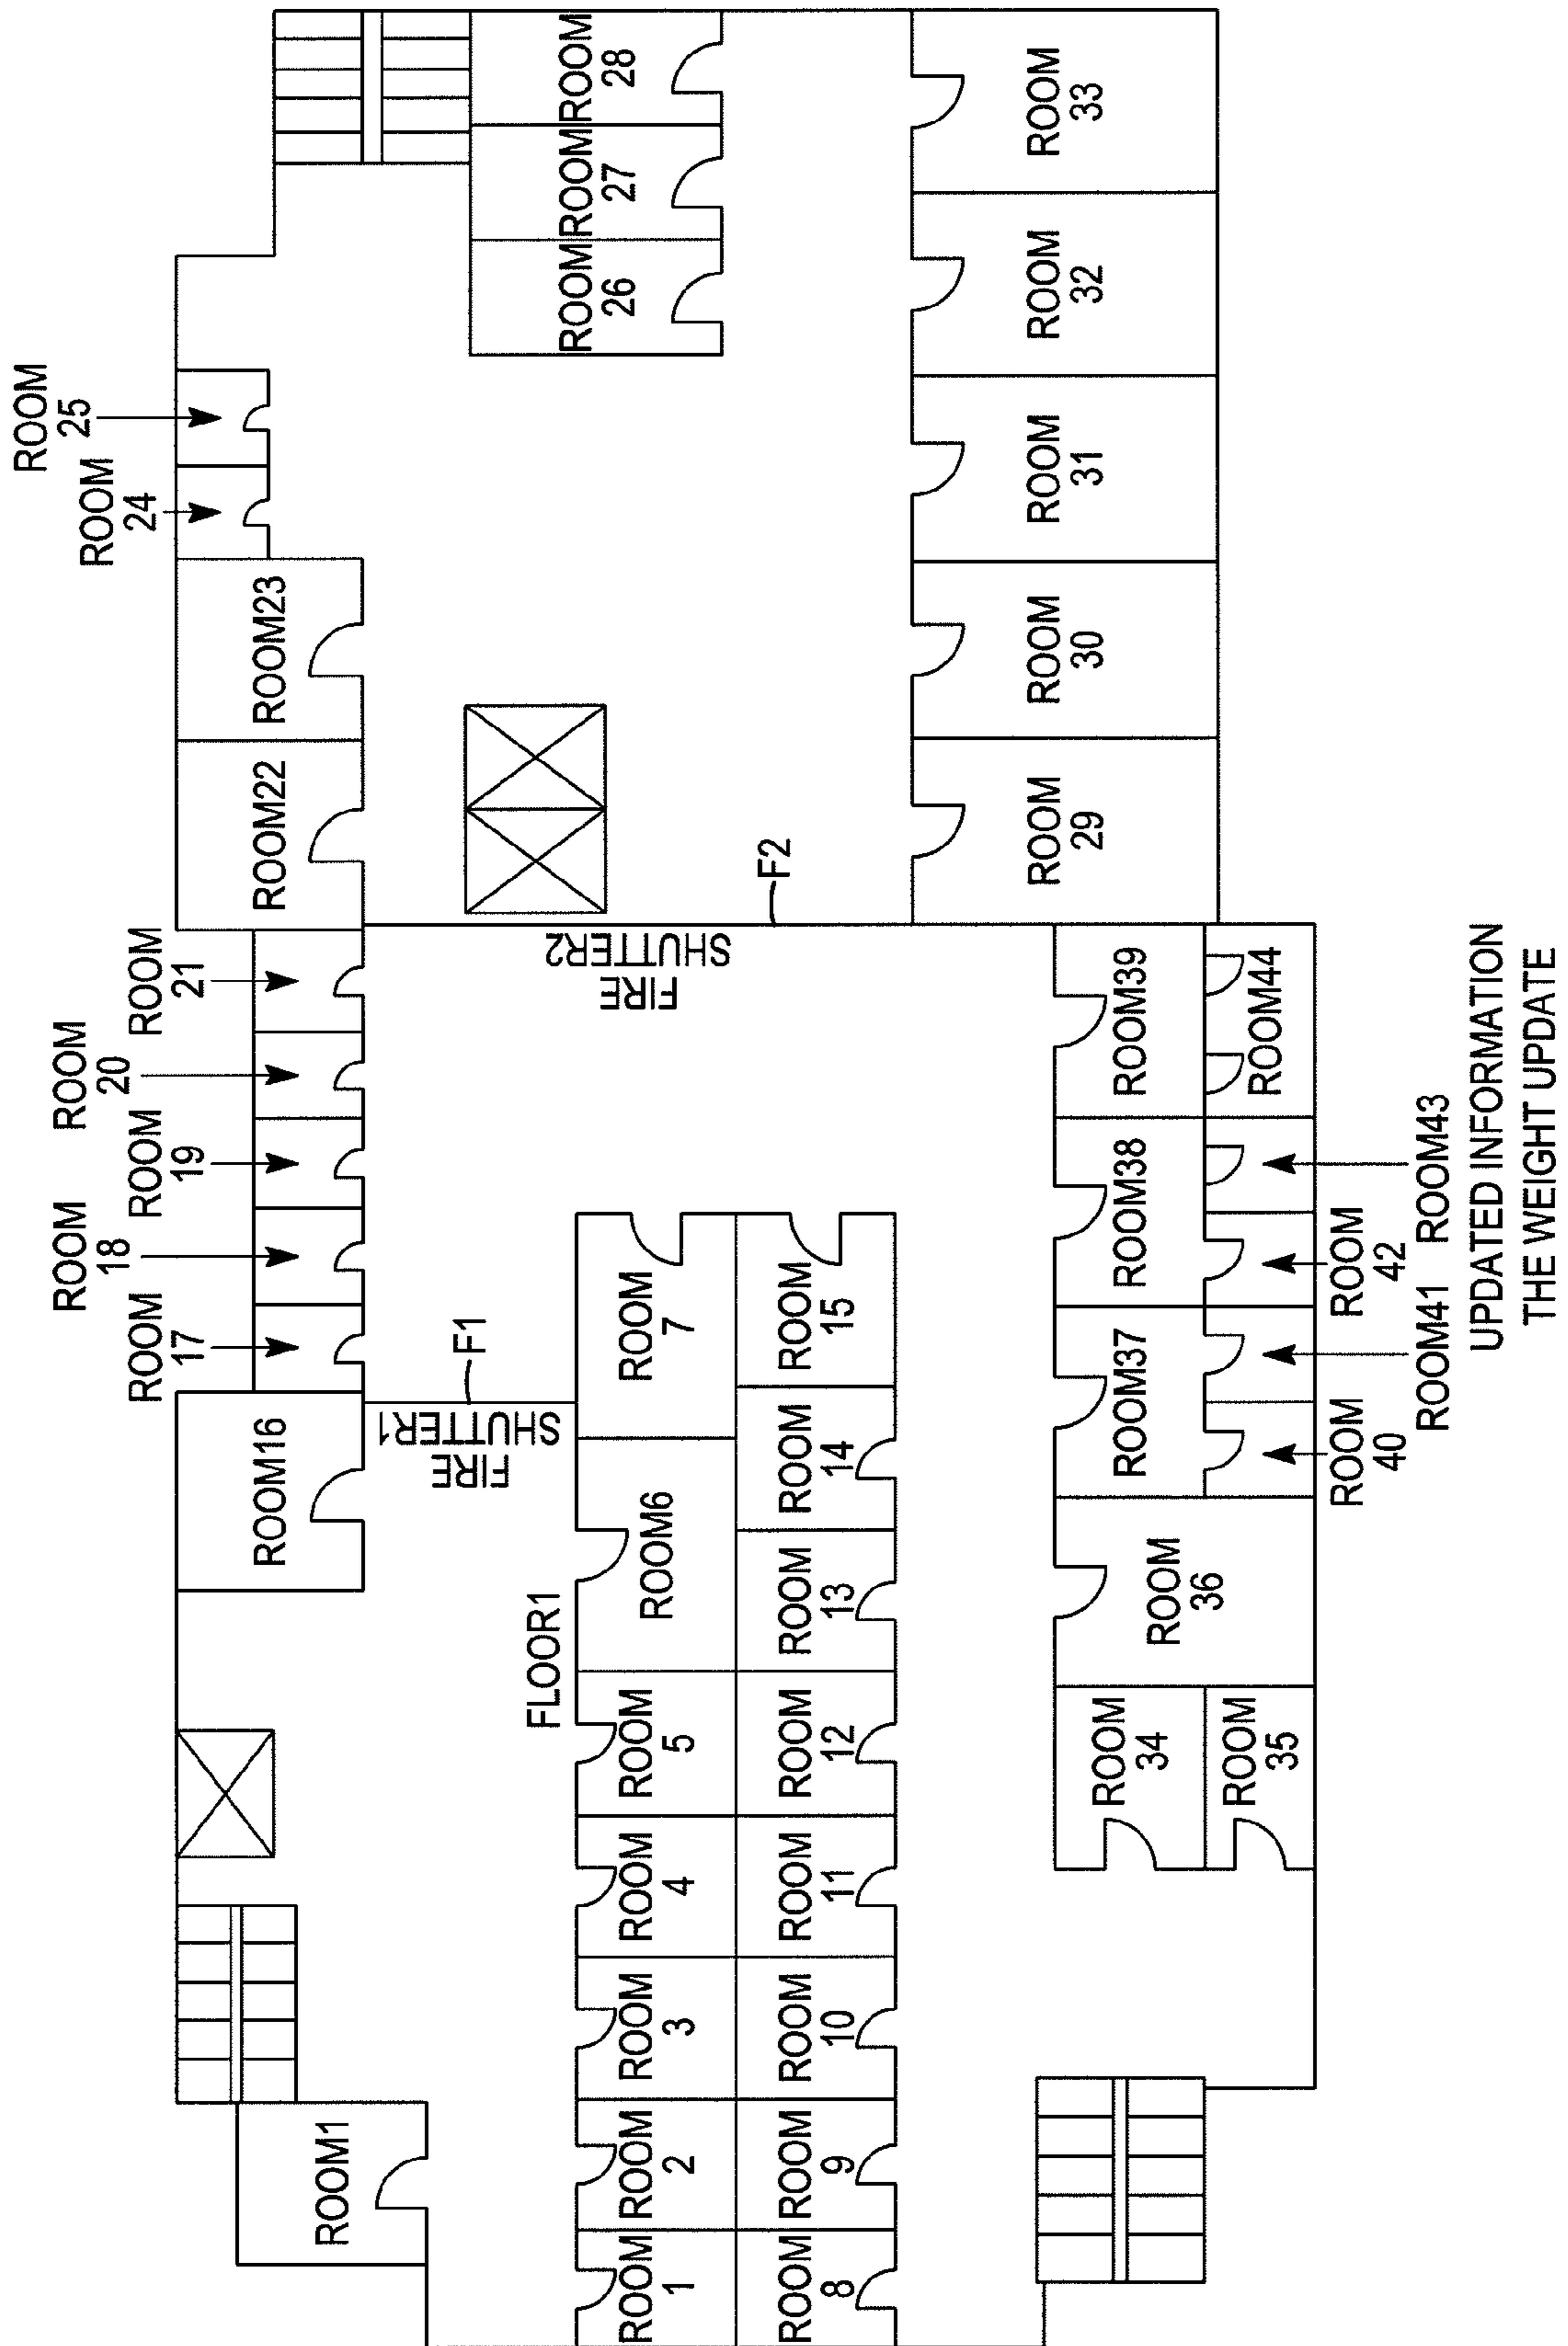 ROOM
25
ROOM
24
ROOM23
ROOM22
ROOM
21
ROOM
20
ROOM
19
ROOM
18
ROOM
17
ROOM16
ROOM1
ROOM
28
ROOM
27
ROOM
26
F2
FIRE
SHUTTER2
F1
FIRE
SHUTTER1
FLOOR1
ROOM
1
ROOM
2
ROOM
3
ROOM
4
ROOM
5
ROOM6
ROOM
7
ROOM
8
ROOM
9
ROOM
10
ROOM
11
ROOM
12
ROOM
13
ROOM
14
ROOM
15
ROOM
29
ROOM
30
ROOM
31
ROOM
32
ROOM
33
ROOM
34
ROOM
35
ROOM
36
ROOM37
ROOM38
ROOM39
ROOM44
ROOM
40
ROOM41
ROOM
42
ROOM43
UPDATED INFORMATION
THE WEIGHT UPDATE